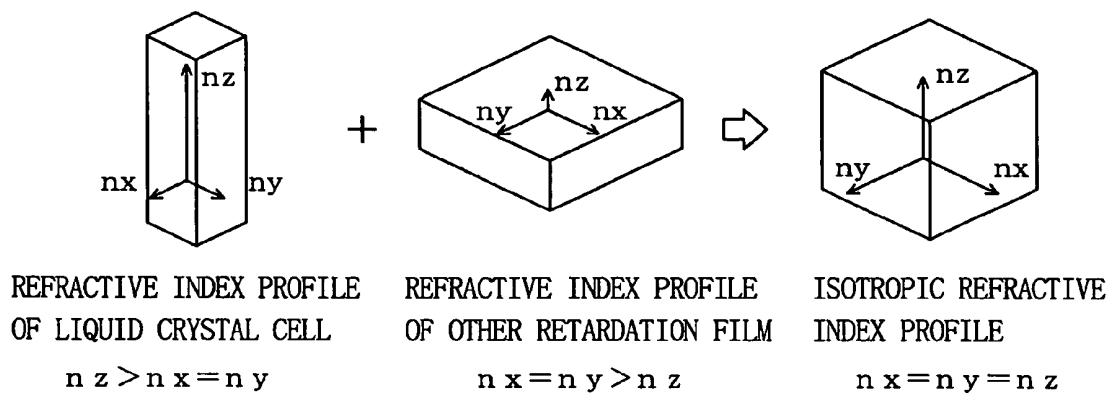 nz
nx
ny
+
nz
ny
nx
nz
ny
nx
REFRACTIVE INDEX PROFILE
OF LIQUID CRYSTAL CELL
nz>nx=ny
REFRACTIVE INDEX PROFILE
OF OTHER RETARDATION FILM
nx=ny>nz
ISOTROPIC REFRACTIVE
INDEX PROFILE
nx=ny=nz